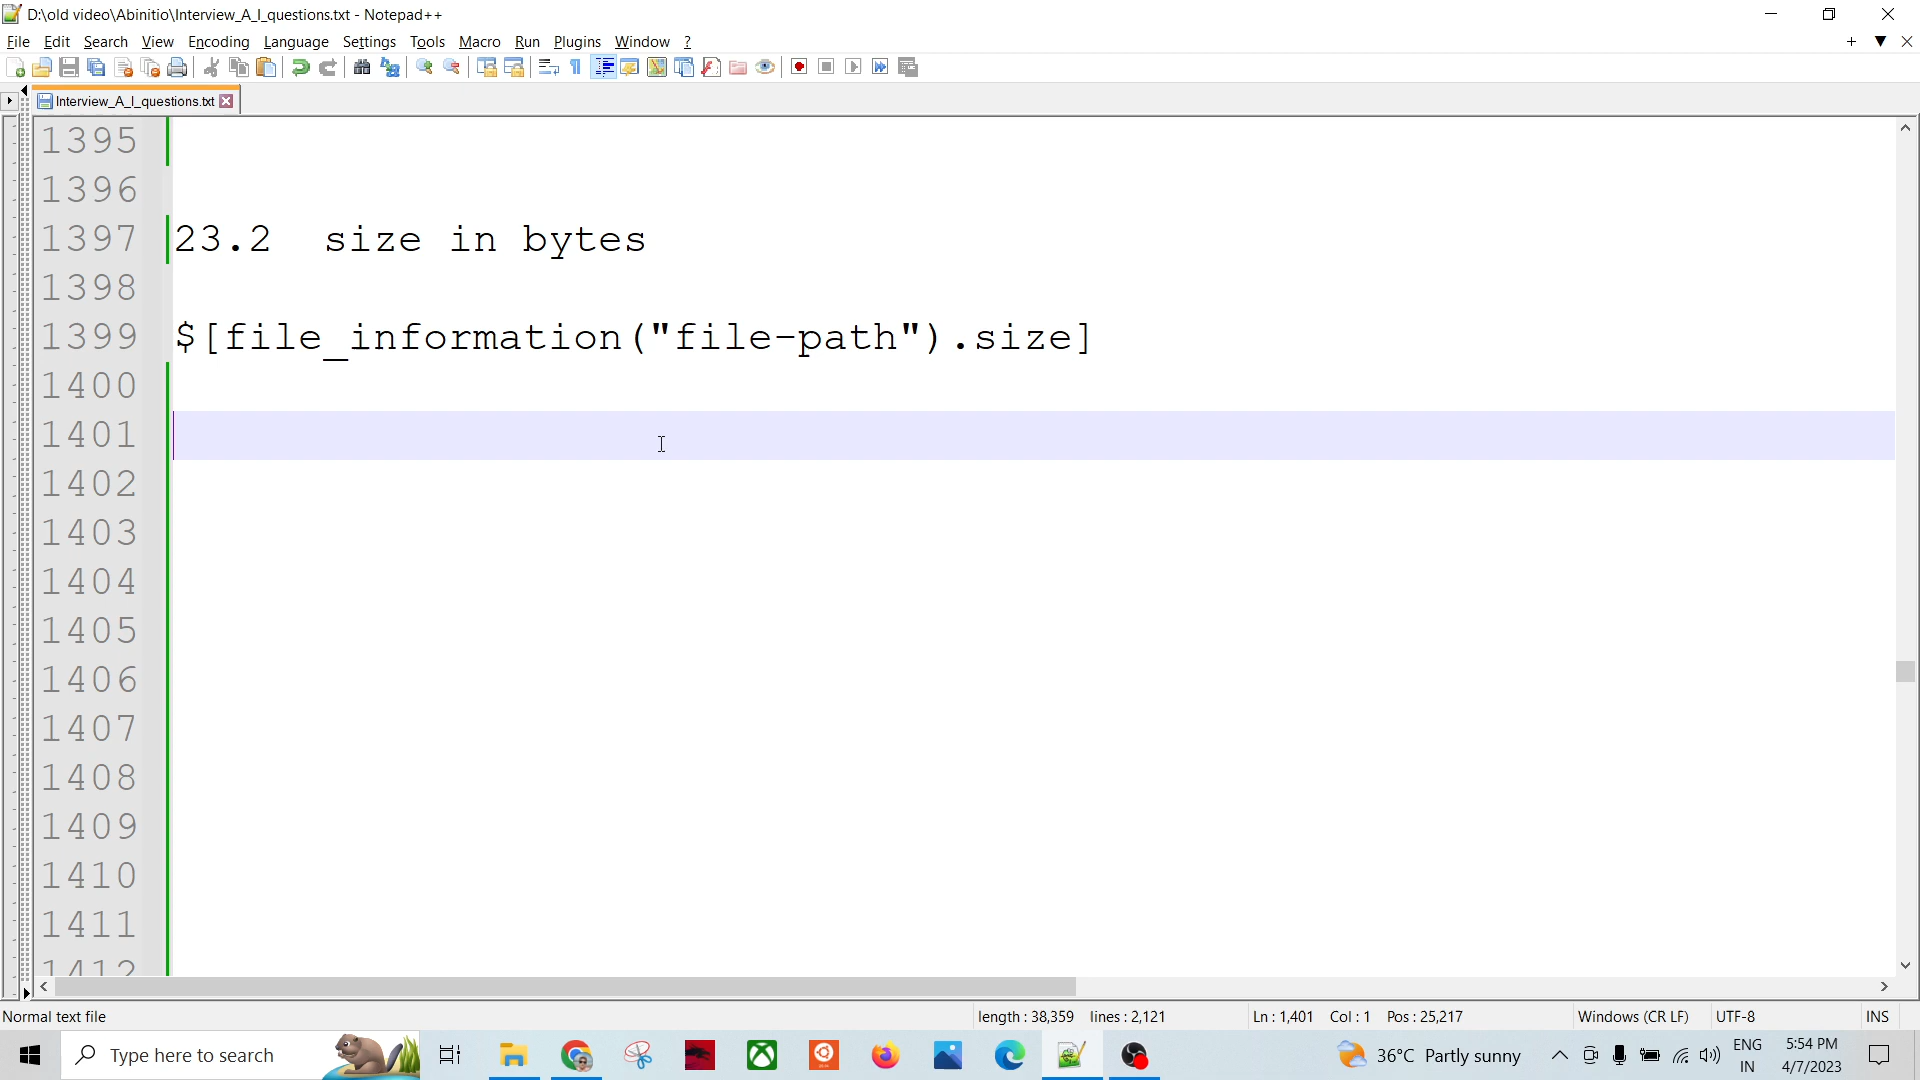 D:\old video\Abinitio\Interview_A_I_questions.txt - Notepad++
File Edit Search View Encoding Language Settings Tools Macro Run Plugins Window ?
Interview_A_I_questions.txt
1395
1396
1397 23.2  size in bytes
1398
1399 $[file_information("file-path").size]
1400
1401
1402
1403
1404
1405
1406
1407
1408
1409
1410
1411
1412
Normal text file length : 38,359 lines : 2,121 Ln : 1,401 Col : 1 Pos : 25,217 Windows (CR LF) UTF-8 INS
Type here to search 36°C Partly sunny ENG 5:54 PM
IN 4/7/2023